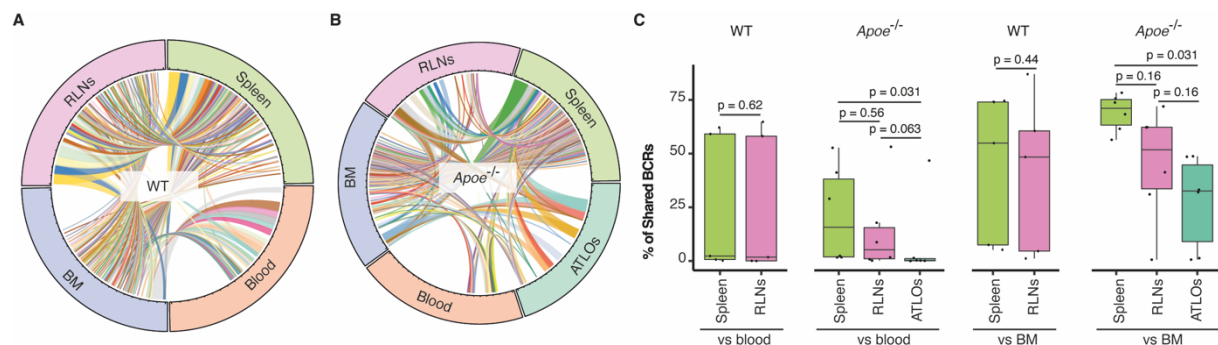 A
RLNs
Spleen
WT
BM
Blood
B
RLNs
Spleen
BM
Apoe-/-
ATLOs
Blood
C
WT
Apoe-/-
WT
Apoe-/-
% of Shared BCRs
75
50
25
0
p = 0.62
p = 0.031
p = 0.56
p = 0.063
p = 0.44
p = 0.031
p = 0.16
p = 0.16
Spleen
RLNs
Spleen
RLNs
ATLOs
Spleen
RLNs
Spleen
RLNs
ATLOs
vs blood
vs blood
vs BM
vs BM